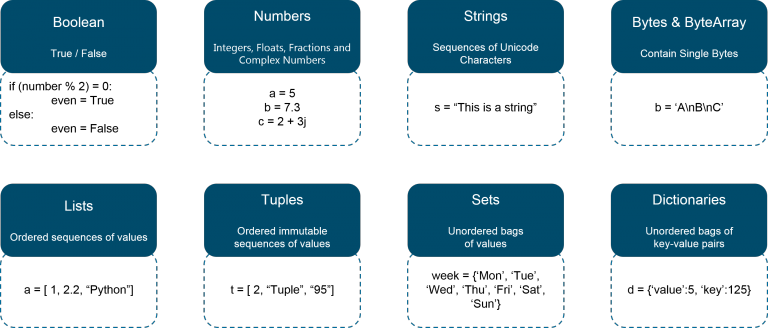 Boolean
True / False
if (number % 2) = 0:
even = True
else:
even = False
Numbers
Integers, Floats, Fractions and
Complex Numbers
a = 5
b = 7.3
c = 2 + 3j
Strings
Sequences of Unicode
Characters
s = “This is a string”
Bytes & ByteArray
Contain Single Bytes
b = ‘A\nB\nC’
Lists
Ordered sequences of values
a = [ 1, 2.2, “Python”]
Tuples
Ordered immutable
sequences of values
t = [ 2, “Tuple”, “95”]
Sets
Unordered bags
of values
week = {‘Mon’, ‘Tue’,
‘Wed’, ‘Thu’, ‘Fri’, ‘Sat’,
‘Sun’}
Dictionaries
Unordered bags of
key-value pairs
d = {‘value’:5, ‘key’:125}